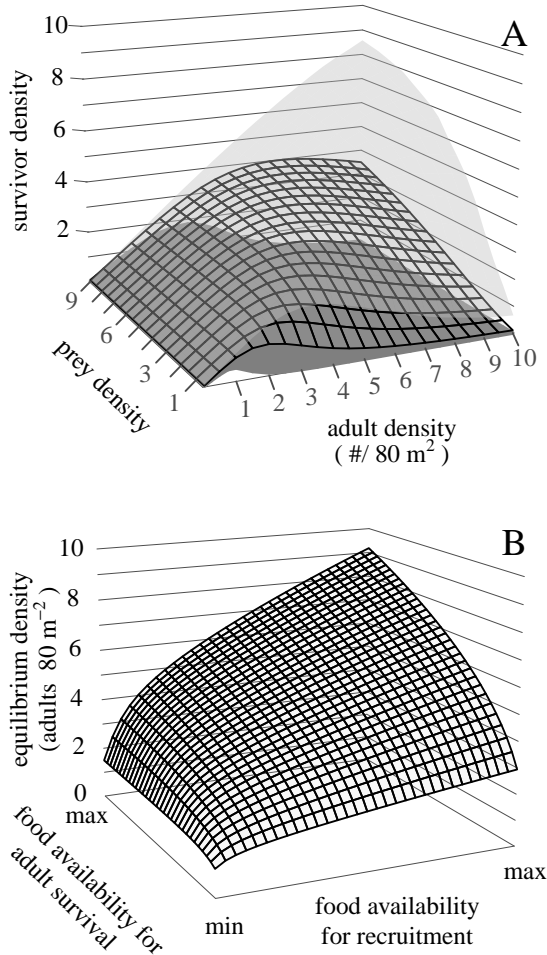 A
10
8
6
4
2
survivor density
9
6
3
1
prey density
1
2
3
4
5
6
7
8
9
10
adult density
( #/ 80 m²)
B
10
8
6
4
2
0
equilibrium density
(adults 80 m⁻²)
max
food availability for
adult survival
min
food availability
for recruitment
max